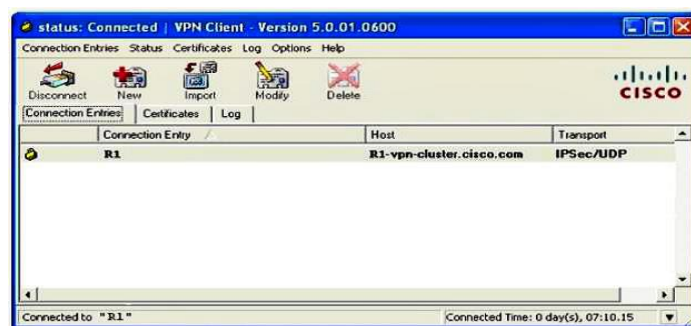 status: Connected | VPN Client - Version 5.0.01.0600
Connection Entries Status Certificates Log Options Help
Disconnect New Import Modify Delete
CISCO
Connection Entries Certificates Log
Connection Entry Host Transport
R1 R1-vpn-cluster.cisco.com IPSec/UDP
Connected to "R1" Connected Time: 0 day(s), 07:10.15